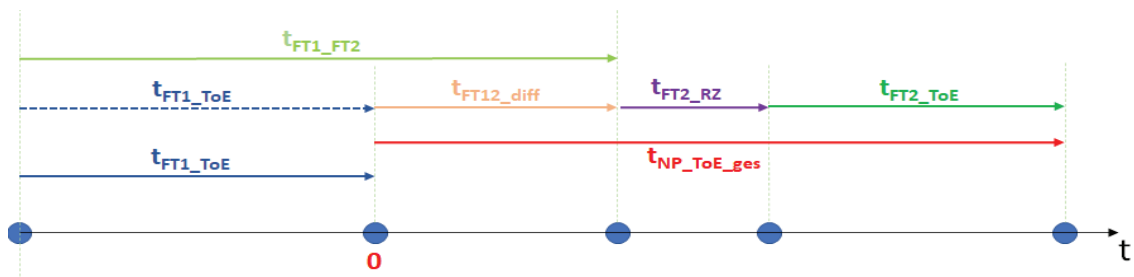 tFT1_FT2
tFT1_ToE
tFT12_diff
tFT2_RZ
tFT2_ToE
tFT1_ToE
tNP_ToE_ges
t
0